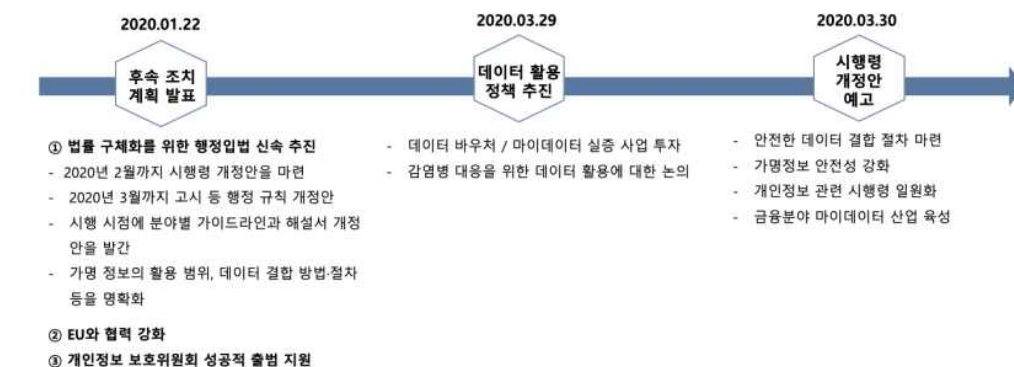 2020.01.22
후속 조치
계획 발표
① 법률 구체화를 위한 행정입법 신속 추진
- 2020년 2월까지 시행령 개정안을 마련
- 2020년 3월까지 고시 등 행정 규칙 개정안
- 시행 시점에 분야별 가이드라인과 해설서 개정
안을 발간
- 가명 정보의 활용 범위, 데이터 결합 방법·절차
등을 명확화
② EU와 협력 강화
③ 개인정보 보호위원회 성공적 출범 지원
2020.03.29
데이터 활용
정책 추진
- 데이터 바우처 / 마이데이터 실증 사업 투자
- 감염병 대응을 위한 데이터 활용에 대한 논의
2020.03.30
시행령
개정안
예고
- 안전한 데이터 결합 절차 마련
- 가명정보 안전성 강화
- 개인정보 관련 시행령 일원화
- 금융분야 마이데이터 산업 육성